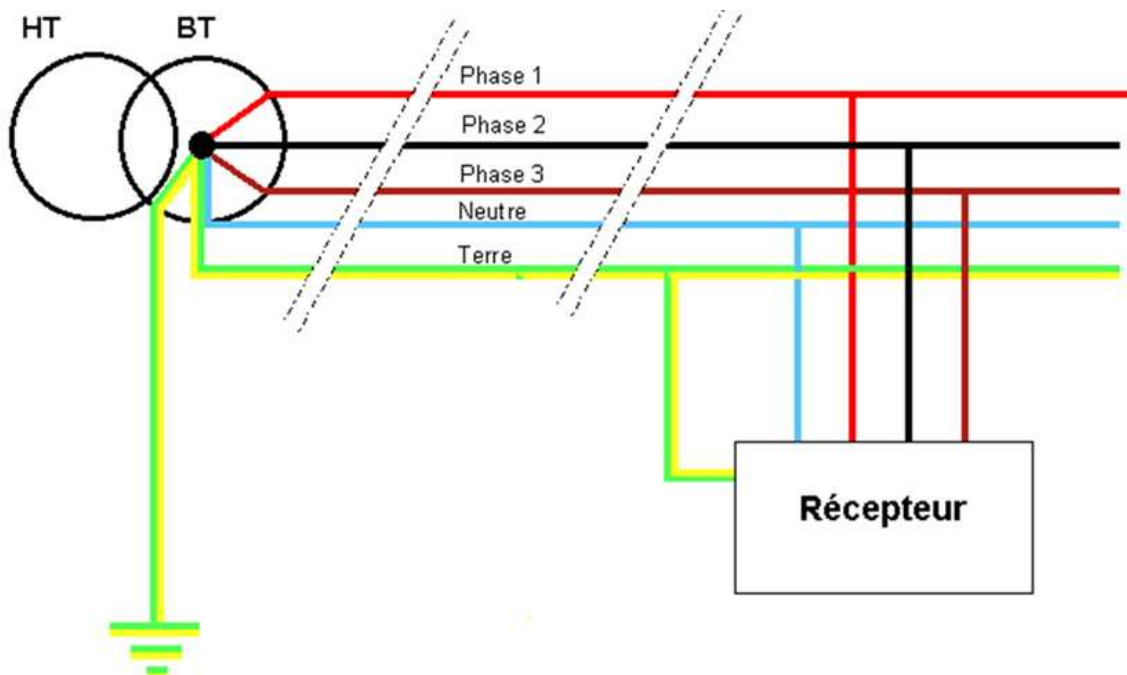 HT BT
Phase 1
Phase 2
Phase 3
Neutre
Terre
Récepteur